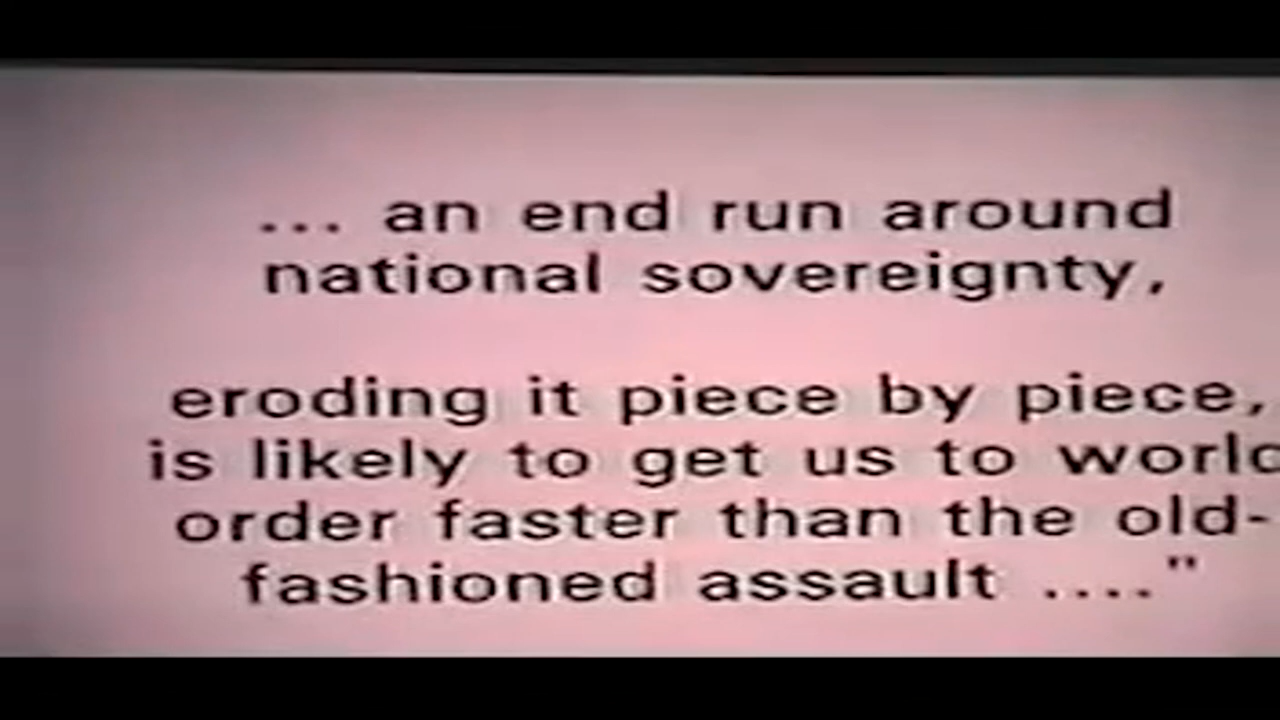 ... an end run around
national sovereignty,
eroding it piece by piece,
is likely to get us to world
order faster than the old-
fashioned assault ...."